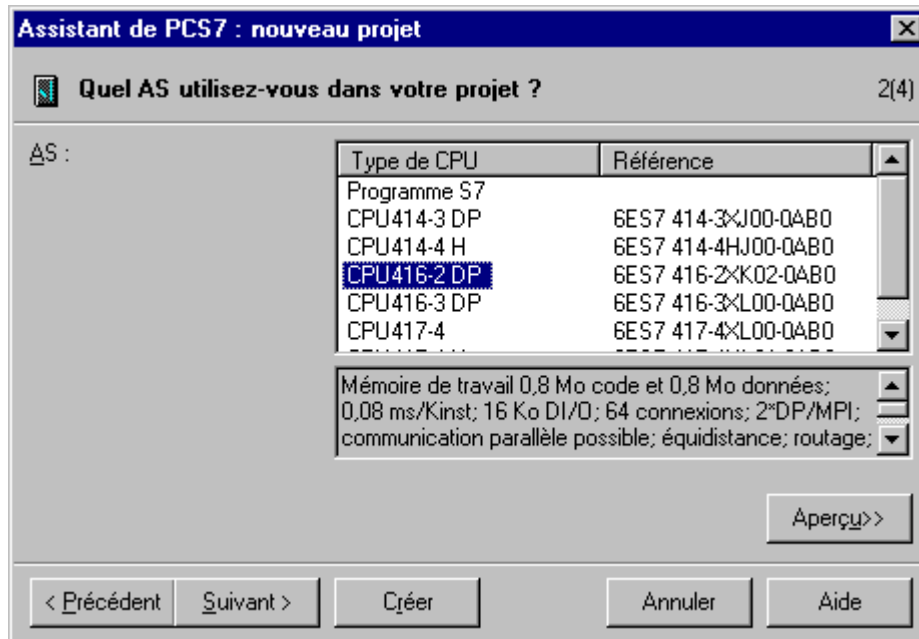 Assistant de PCS7 : nouveau projet
Quel AS utilisez-vous dans votre projet ? 2(4)
AS :
Type de CPU Référence
Programme S7
CPU414-3 DP 6ES7 414-3XJ00-0AB0
CPU414-4 H 6ES7 414-4HJ00-0AB0
CPU416-2 DP 6ES7 416-2XK02-0AB0
CPU416-3 DP 6ES7 416-3XL00-0AB0
CPU417-4 6ES7 417-4XL00-0AB0
Mémoire de travail 0,8 Mo code et 0,8 Mo données;
0,08 ms/Kinst; 16 Ko DI/O; 64 connexions; 2*DP/MPI;
communication parallèle possible; équidistance; routage;
Aperçu>>
< Précédent Suivant > Créer Annuler Aide